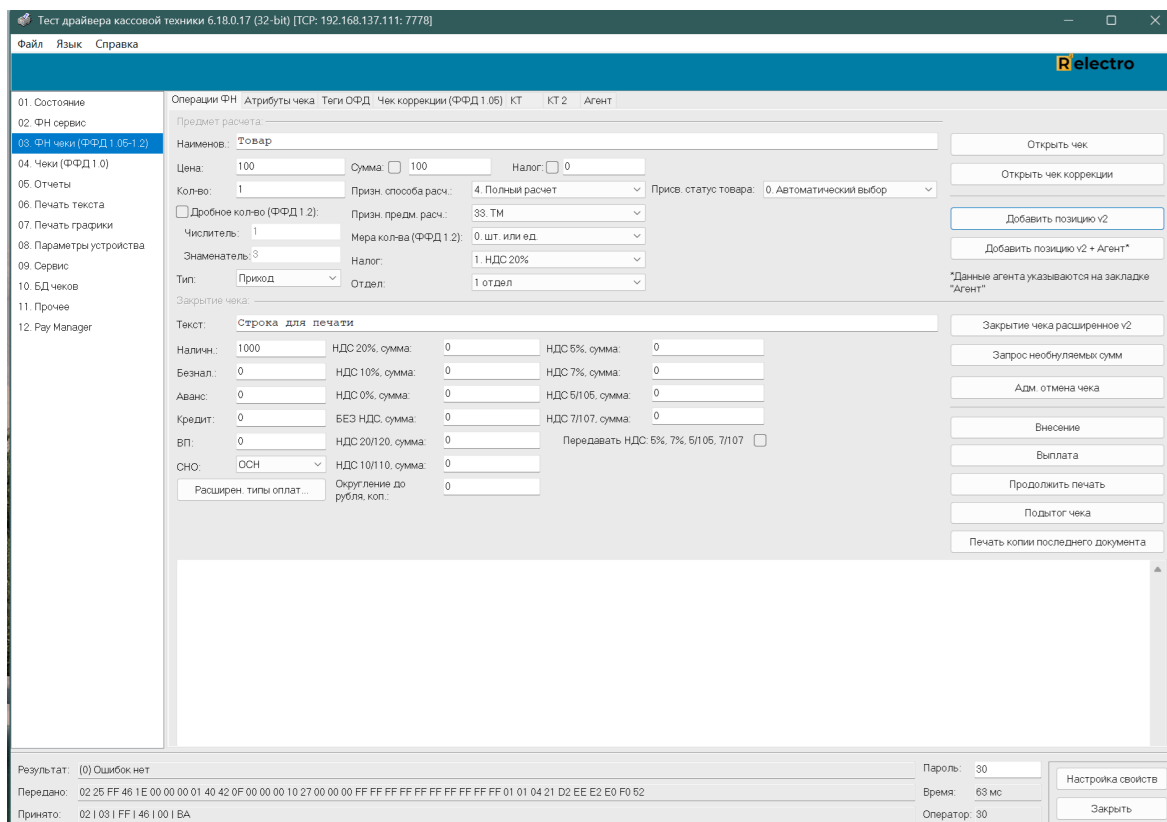 Тест драйвера кассовой техники 6.18.0.17 (32-bit) [TCP: 192.168.137.111: 7778]
Файл Язык Справка
R electro
01. Состояние
02. ФН сервис
03. ФН чеки (ФФД 1.05-1.2)
04. Чеки (ФФД 1.0)
05. Отчеты
06. Печать текста
07. Печать графики
08. Параметры устройства
09. Сервис
10. БД чеков
11. Прочее
12. Pay Manager
Операции ФН Атрибуты чека Теги ОФД Чек коррекции (ФФД 1.05) КТ КТ 2 Агент
Предмет расчета:
Наименов.: Товар
Цена: 100 Сумма: 100 Налог: 0
Кол-во: 1 Призн. способа расч.: 4. Полный расчет Присв. статус товара: 0. Автоматический выбор
Дробное кол-во (ФФД 1.2): Призн. предм. расч.: 33. ТМ
Числитель: 1 Мера кол-ва (ФФД 1.2): 0. шт. или ед.
Знаменатель: 3 Налог: 1. НДС 20%
Тип: Приход Отдел: 1 отдел
Закрытие чека:
Текст: Строка для печати
Наличн.: 1000 НДС 20%, сумма: 0 НДС 5%, сумма: 0
Безнал.: 0 НДС 10%, сумма: 0 НДС 7%, сумма: 0
Аванс: 0 НДС 0%, сумма: 0 НДС 5/105, сумма: 0
Кредит: 0 БЕЗ НДС, сумма: 0 НДС 7/107, сумма: 0
ВП: 0 НДС 20/120, сумма: 0 Передавать НДС: 5%, 7%, 5/105, 7/107
СНО: ОСН НДС 10/110, сумма: 0
Расширен. типы оплат... Округление до рубля, коп.: 0
Открыть чек
Открыть чек коррекции
Добавить позицию v2
Добавить позицию v2 + Агент*
*Данные агента указываются на закладке
"Агент"
Закрытие чека расширенное v2
Запрос необнуляемых сумм
Адм. отмена чека
Внесение
Выплата
Продолжить печать
Подытог чека
Печать копии последнего документа
Результат: (0) Ошибок нет
Передано: 02 25 FF 46 1E 00 00 00 01 40 42 0F 00 00 00 10 27 00 00 00 FF FF FF FF FF FF FF FF FF FF 01 01 04 21 D2 EE E2 E0 F0 52
Принято: 02 | 03 | FF | 46 | 00 | BA
Пароль: 30
Время: 63 мс
Оператор: 30
Настройка свойств
Закрыть